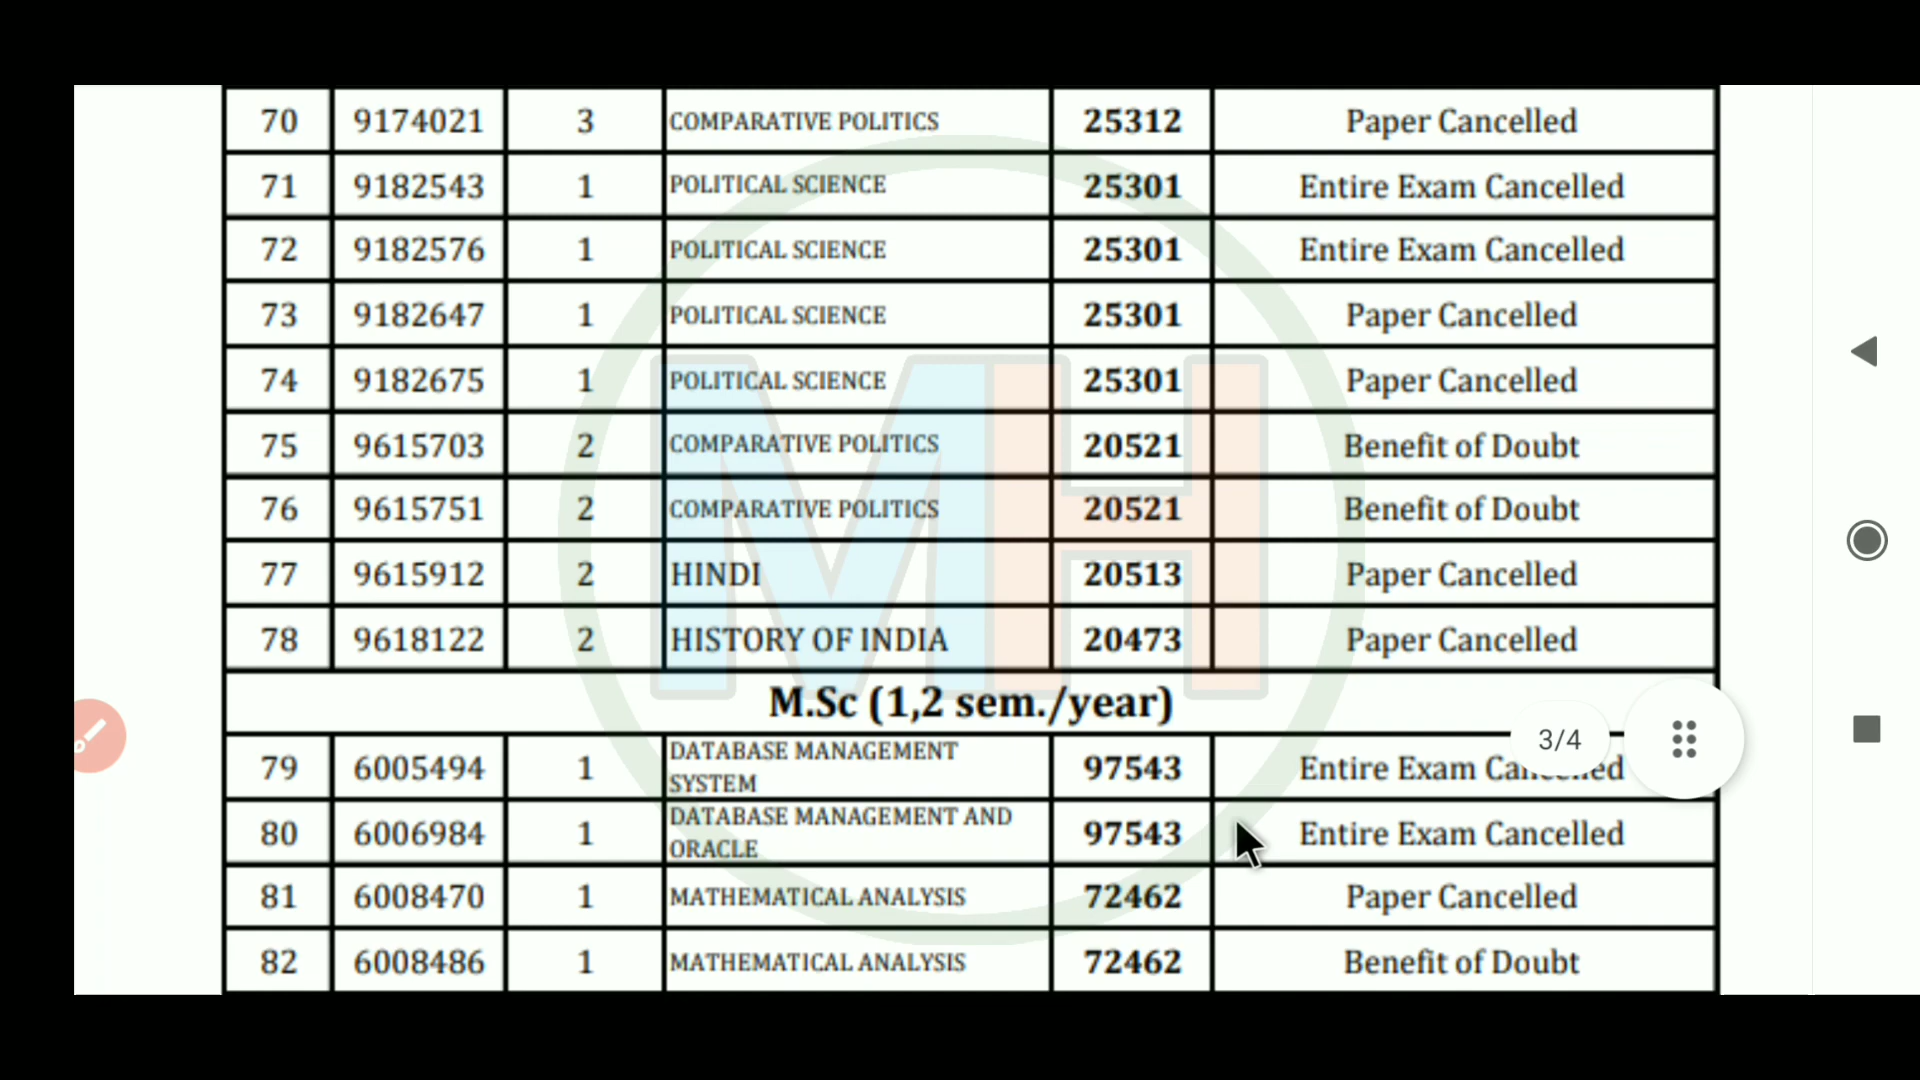 70 9174021 3 COMPARATIVE POLITICS 25312 Paper Cancelled
71 9182543 1 POLITICAL SCIENCE 25301 Entire Exam Cancelled
72 9182576 1 POLITICAL SCIENCE 25301 Entire Exam Cancelled
73 9182647 1 POLITICAL SCIENCE 25301 Paper Cancelled
74 9182675 1 POLITICAL SCIENCE 25301 Paper Cancelled
75 9615703 2 COMPARATIVE POLITICS 20521 Benefit of Doubt
76 9615751 2 COMPARATIVE POLITICS 20521 Benefit of Doubt
77 9615912 2 HINDI 20513 Paper Cancelled
78 9618122 2 HISTORY OF INDIA 20473 Paper Cancelled
MH
M.Sc (1,2 sem./year)
3/4
79 6005494 1 DATABASE MANAGEMENT
SYSTEM 97543 Entire Exam Cancelled
80 6006984 1 DATABASE MANAGEMENT AND
ORACLE 97543 Entire Exam Cancelled
81 6008470 1 MATHEMATICAL ANALYSIS 72462 Paper Cancelled
82 6008486 1 MATHEMATICAL ANALYSIS 72462 Benefit of Doubt